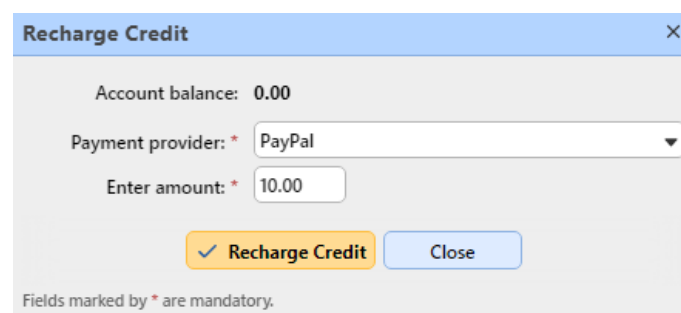 Recharge Credit
Account balance: 0.00
Payment provider: * PayPal
Enter amount: * 10.00
Recharge Credit Close
Fields marked by * are mandatory.